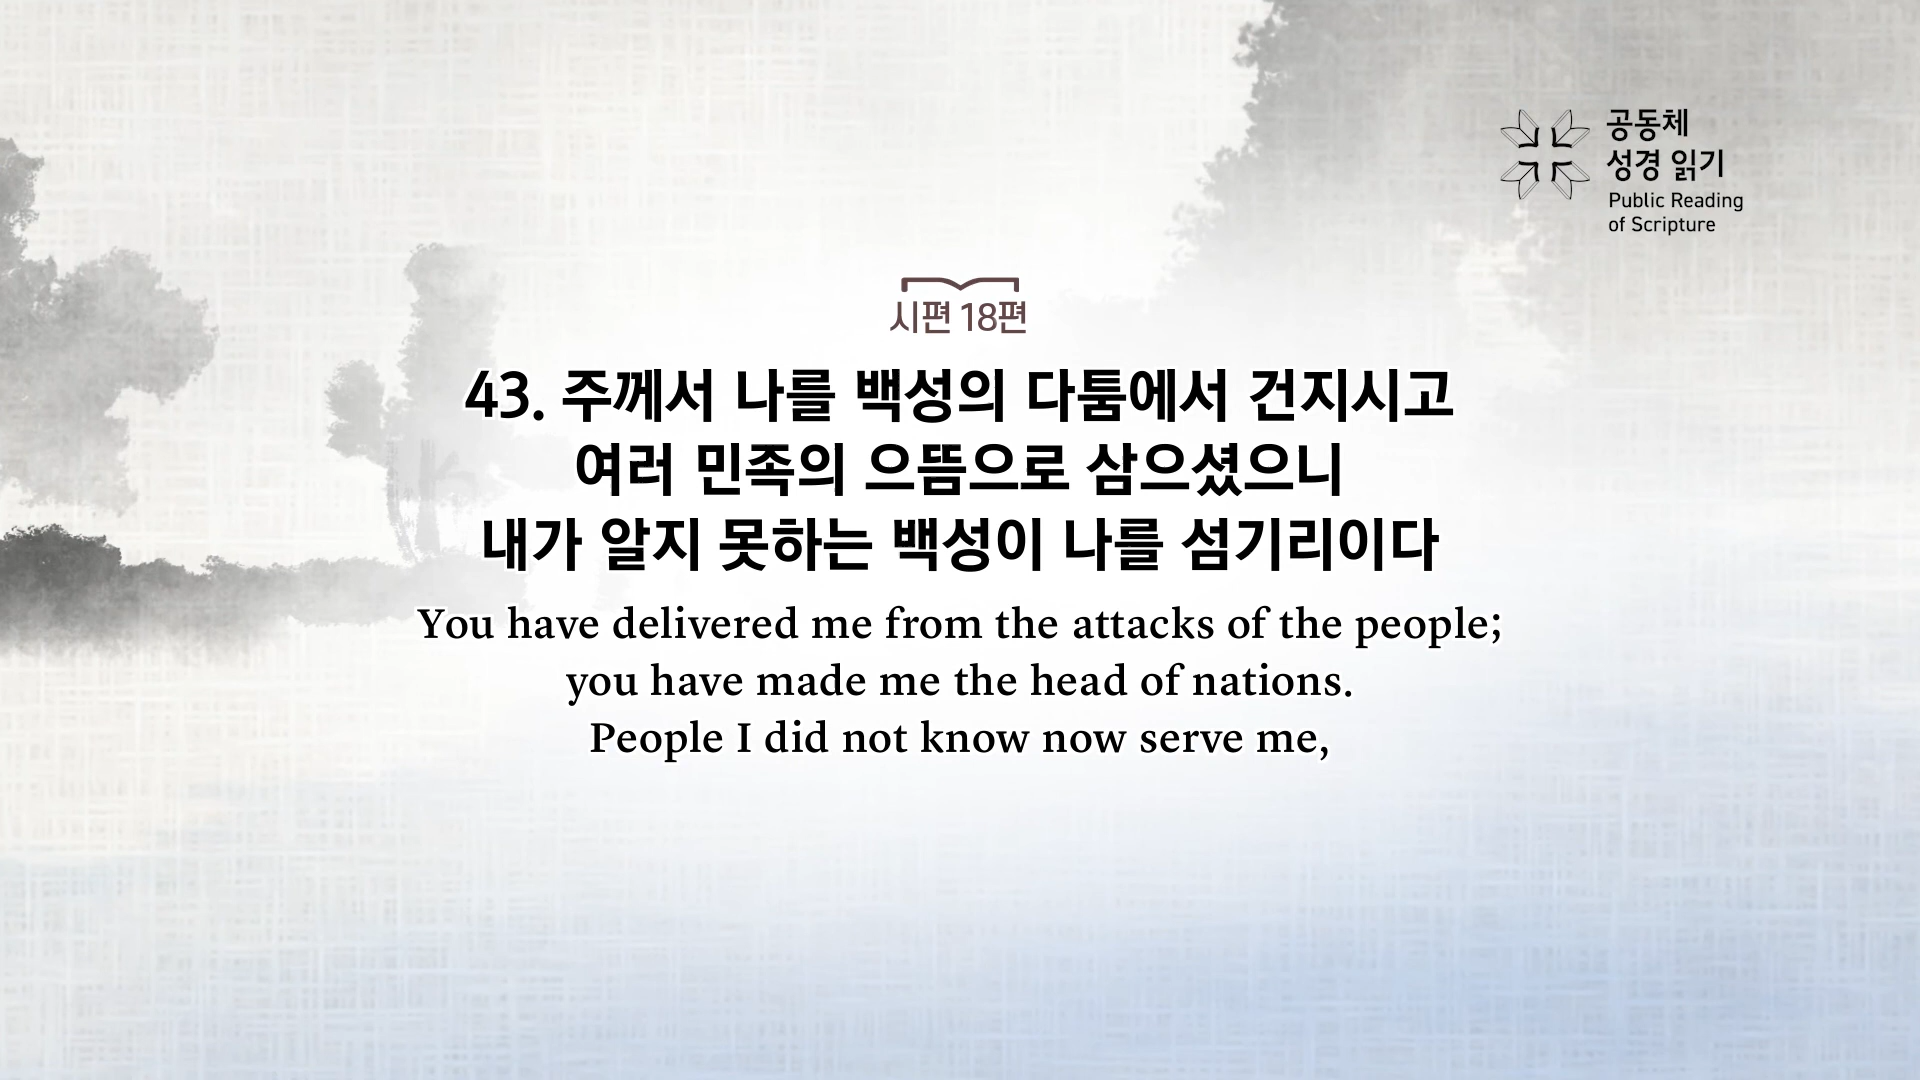 공동체
성경 읽기
Public Reading
of Scripture
시편 18편
43. 주께서 나를 백성의 다툼에서 건지시고
여러 민족의 으뜸으로 삼으셨으니
내가 알지 못하는 백성이 나를 섬기리이다
You have delivered me from the attacks of the people;
you have made me the head of nations.
People I did not know now serve me,